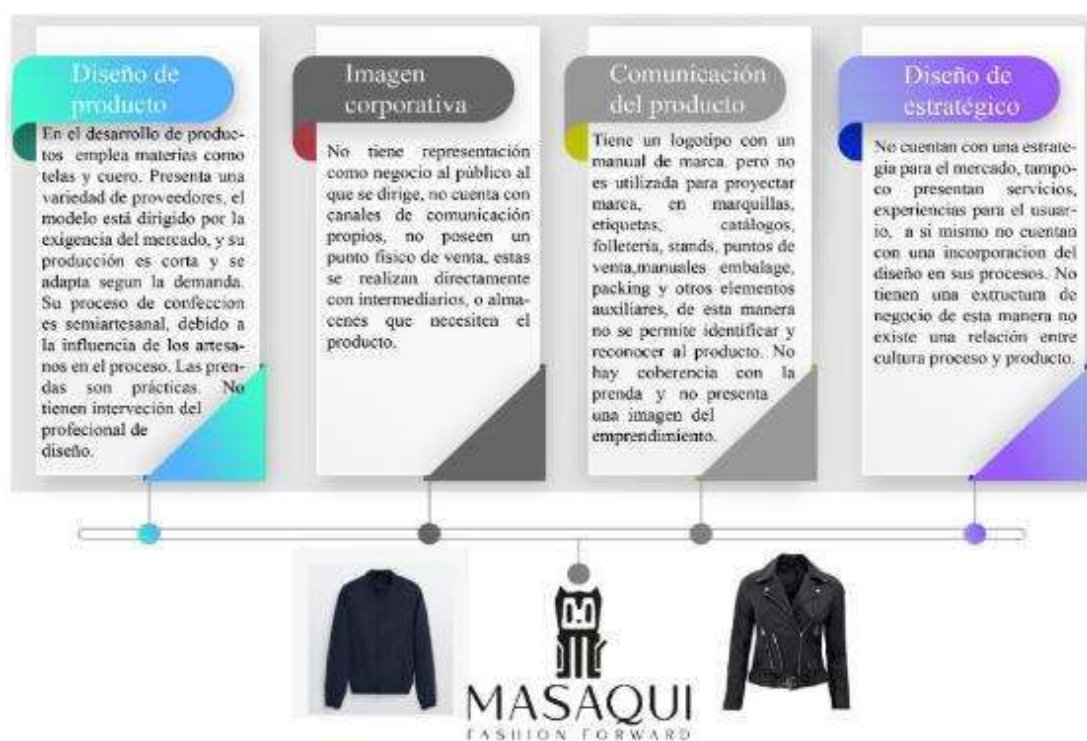 Diseño de
producto
En el desarrollo de produc-
tos emplea materias como
telas y cuero. Presenta una
variedad de proveedores, el
modelo está dirigido por la
exigencia del mercado, y su
producción es corta y se
adapta segun la demanda.
Su proceso de confeccion
es semiartesanal, debido a
la influencia de los artesa-
nos en el proceso. Las pren-
das son prácticas. No
tienen interveción del
profecional de
diseño.
Imagen
corporativa
No tiene representación
como negocio al público al
que se dirige, no cuenta con
canales de comunicación
propios, no poseen un
punto físico de venta, estas
se realizan directamente
con intermediarios, o alma-
cenes que necesiten el
producto.
Comunicación
del producto
Tiene un logotipo con un
manual de marca, pero no
es utilizada para proyectar
marca, en marquillas,
etiquetas, catálogos,
folletería, stands, puntos de
venta,manuales embalage,
packing y otros elementos
auxiliares, de esta manera
no se permite identificar y
reconocer al producto. No
hay coherencia con la
prenda y no presenta
una imagen del
emprendimiento.
Diseño de
estratégico
No cuentan con una estrate-
gia para el mercado, tampo-
co presentan servicios,
experiencias para el usuar-
io, a si mismo no cuentan
con una incorporacion del
diseño en sus procesos. No
tienen una extructura de
negocio de esta manera no
existe una relación entre
cultura proceso y producto.
MASAQUI
FASHION FORWARD